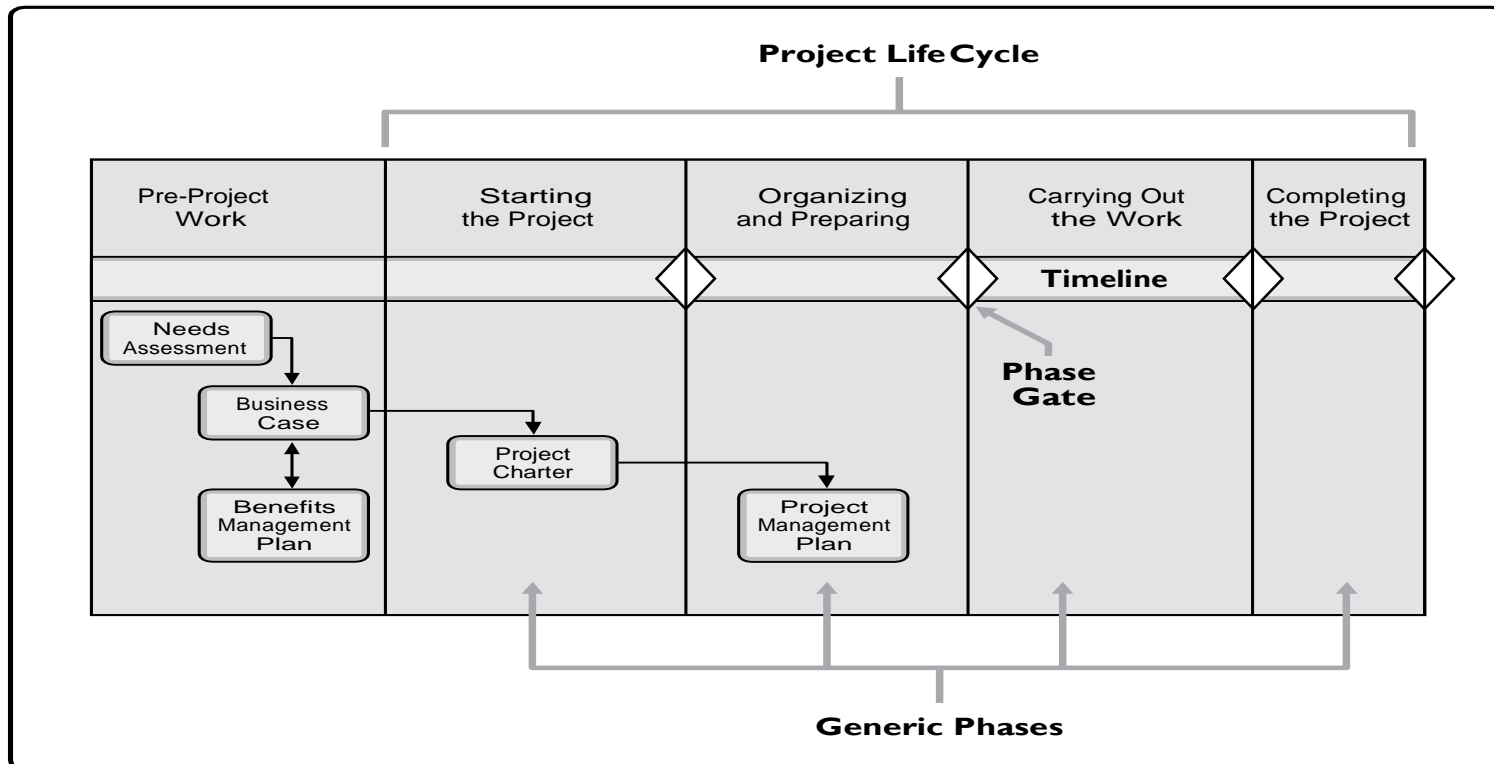 Project Life Cycle
Pre-Project
Work
Starting
the Project
Organizing
and Preparing
Carrying Out
the Work
Completing
the Project
Timeline
Needs
Assessment
Phase
Gate
Business
Case
Project
Charter
Benefits
Management
Plan
Project
Management
Plan
Generic Phases